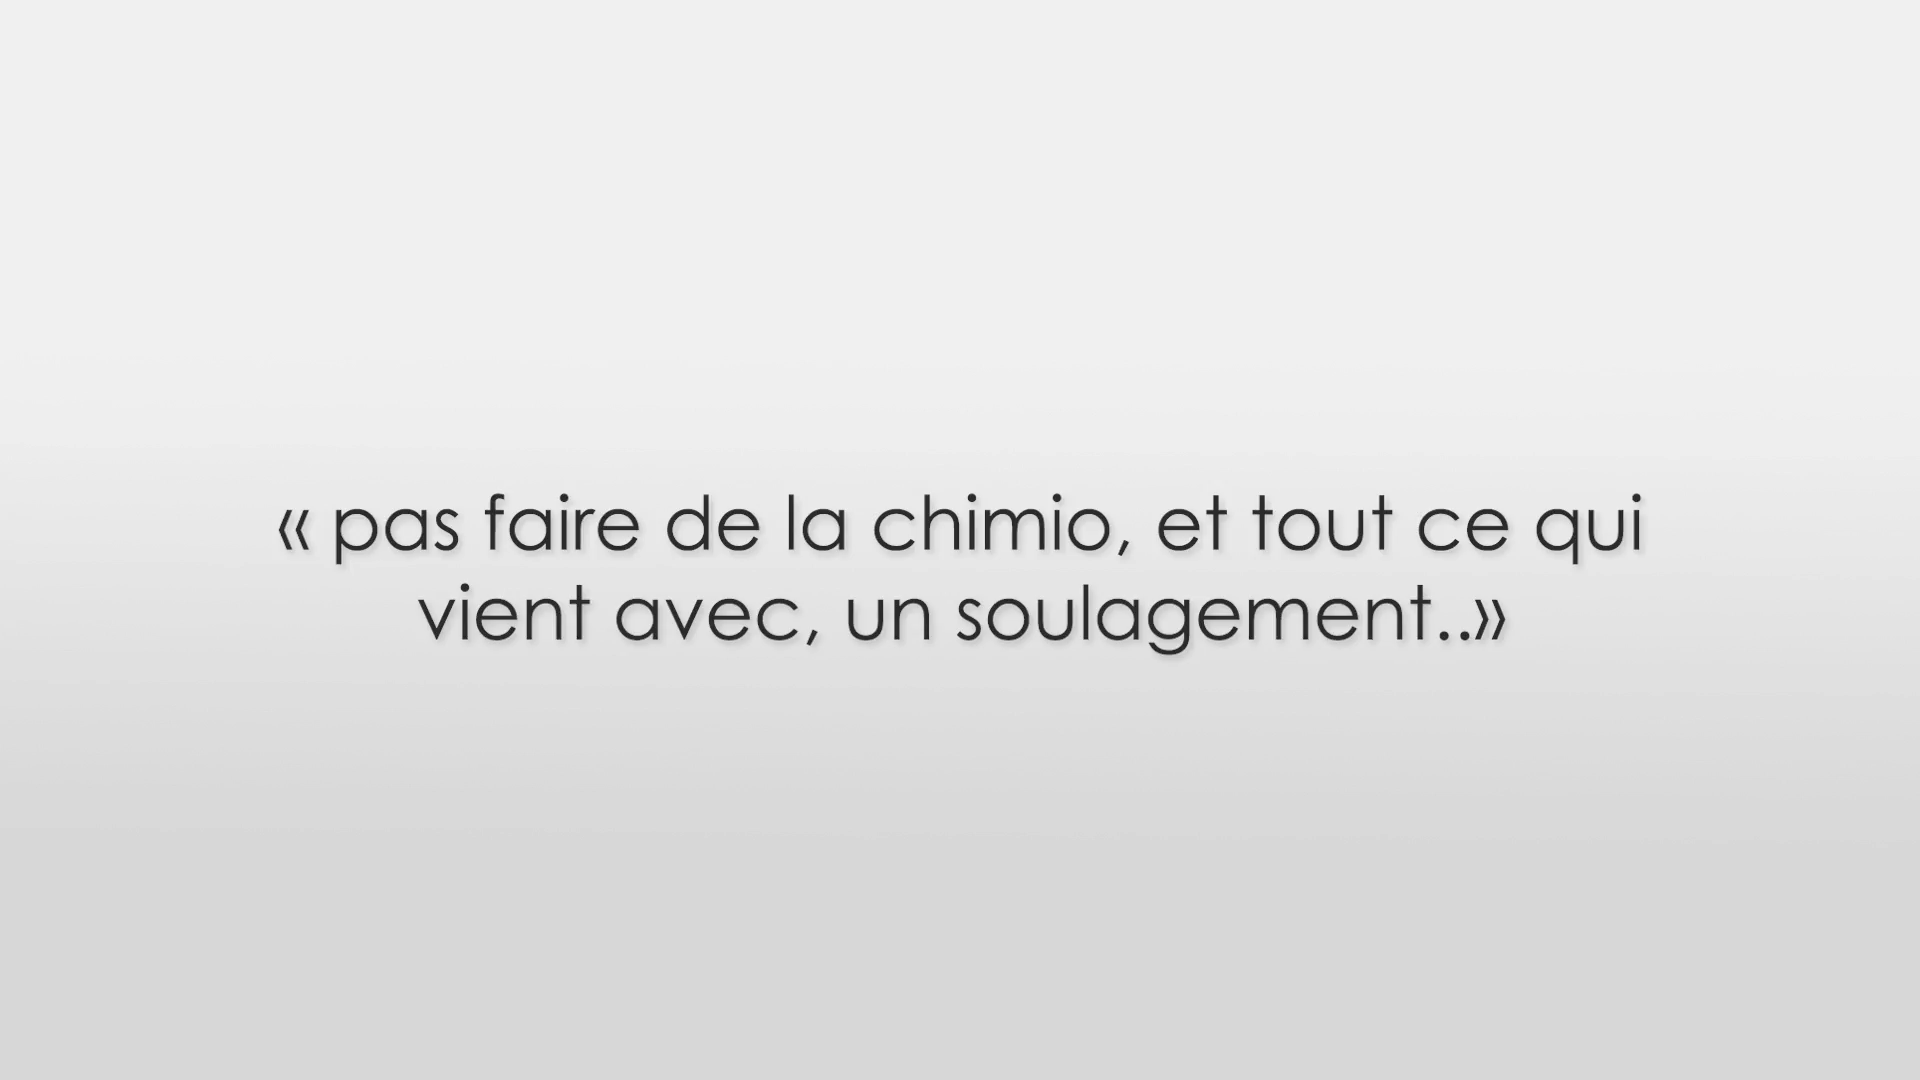 « pas faire de la chimio, et tout ce qui
vient avec, un soulagement..»